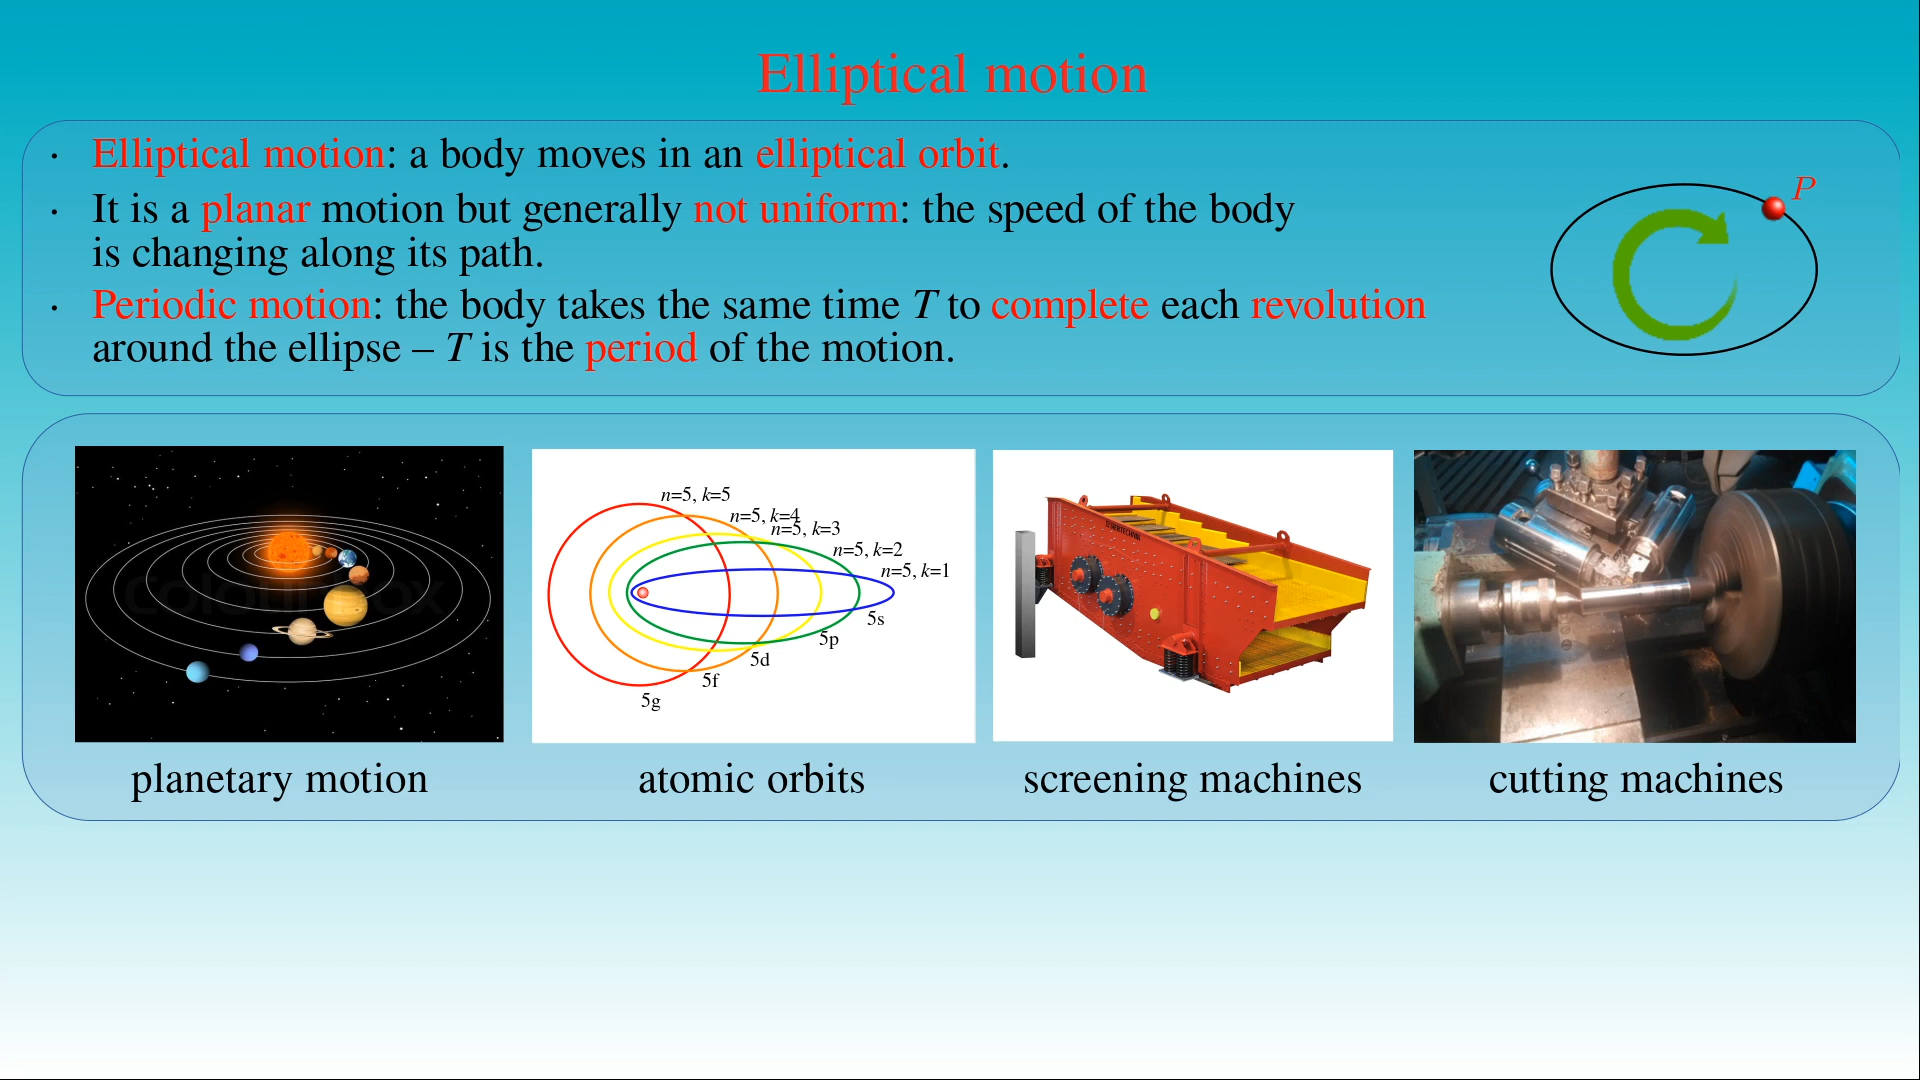 Elliptical motion
· Elliptical motion: a body moves in an elliptical orbit.
· It is a planar motion but generally not uniform: the speed of the body
is changing along its path.
· Periodic motion: the body takes the same time T to complete each revolution
around the ellipse – T is the period of the motion.
P
n=5, k=5
n=5, k=4
n=5, k=3
n=5, k=2
n=5, k=1
5s
5p
5d
5f
5g
planetary motion
atomic orbits
screening machines
cutting machines